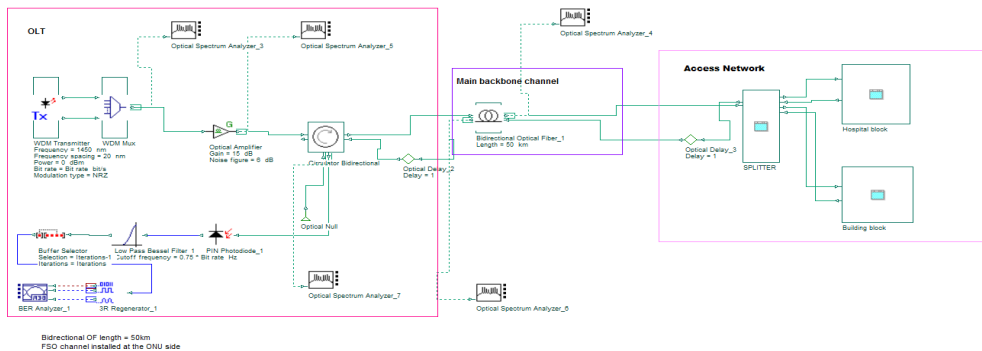 OLT
Optical Spectrum Analyzer_3
Optical Spectrum Analyzer_5
Optical Spectrum Analyzer_4
Main backbone channel
Access Network
Tx
WDM Transmitter
Frequency = 1450 nm
Frequency spacing = 20 nm
Power = 0 dBm
Bit rate = Bit rate bit/s
Modulation type = NRZ
WDM Mux
G
Optical Amplifier
Gain = 15 dB
Noise figure = 6 dB
Circulator Bidirectional
Optical Delay_2
Delay = 1
Bidirectional Optical Fiber_1
Length = 50 km
Optical Delay_3
Delay = 1
SPLITTER
Hospital block
Building block
Optical Null
Buffer Selector
Selection = Iterations-1
Iterations = Iterations
Low Pass Bessel Filter_1
Cutoff frequency = 0.75 * Bit rate Hz
PIN Photodiode_1
BER Analyzer_1
3R Regenerator_1
Optical Spectrum Analyzer_7
Optical Spectrum Analyzer_6
Bidrectional OF length = 50km
FSO channel installed at the ONU side